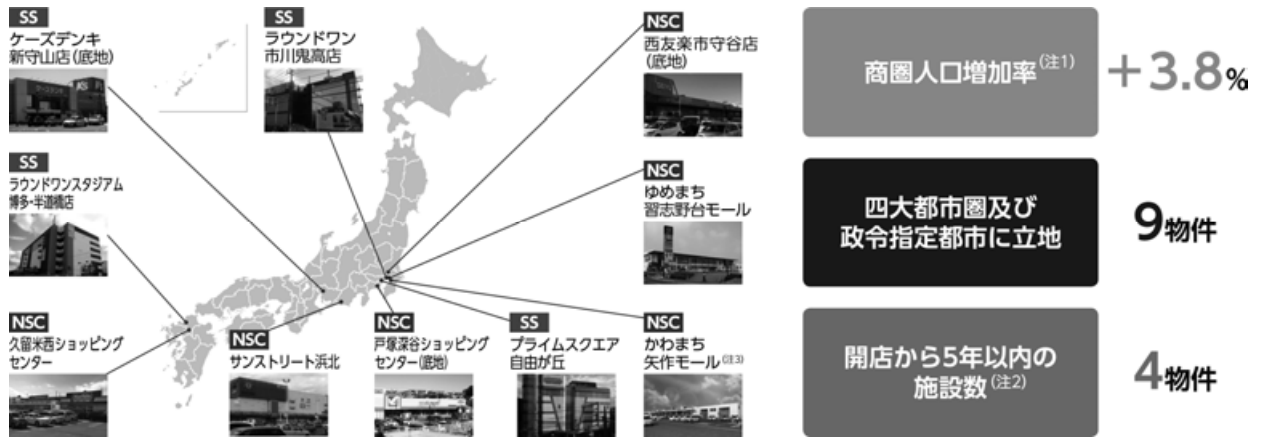 SS
ケーズデンキ
新守山店(底地)
SS
ラウンドワン
市川鬼高店
NSC
西友楽市守谷店
(底地)
SS
ラウンドワンスタジアム
博多・半道橋店
NSC
ゆめまち
習志野台モール
NSC
久留米西ショッピング
センター
NSC
サンストリート浜北
NSC
戸塚深谷ショッピング
センター(底地)
SS
プライムスクエア
自由が丘
NSC
かわまち
矢作モール(注3)
商圏人口増加率(注1)
+3.8%
四大都市圏及び
政令指定都市に立地
9物件
開店から5年以内の
施設数(注2)
4物件